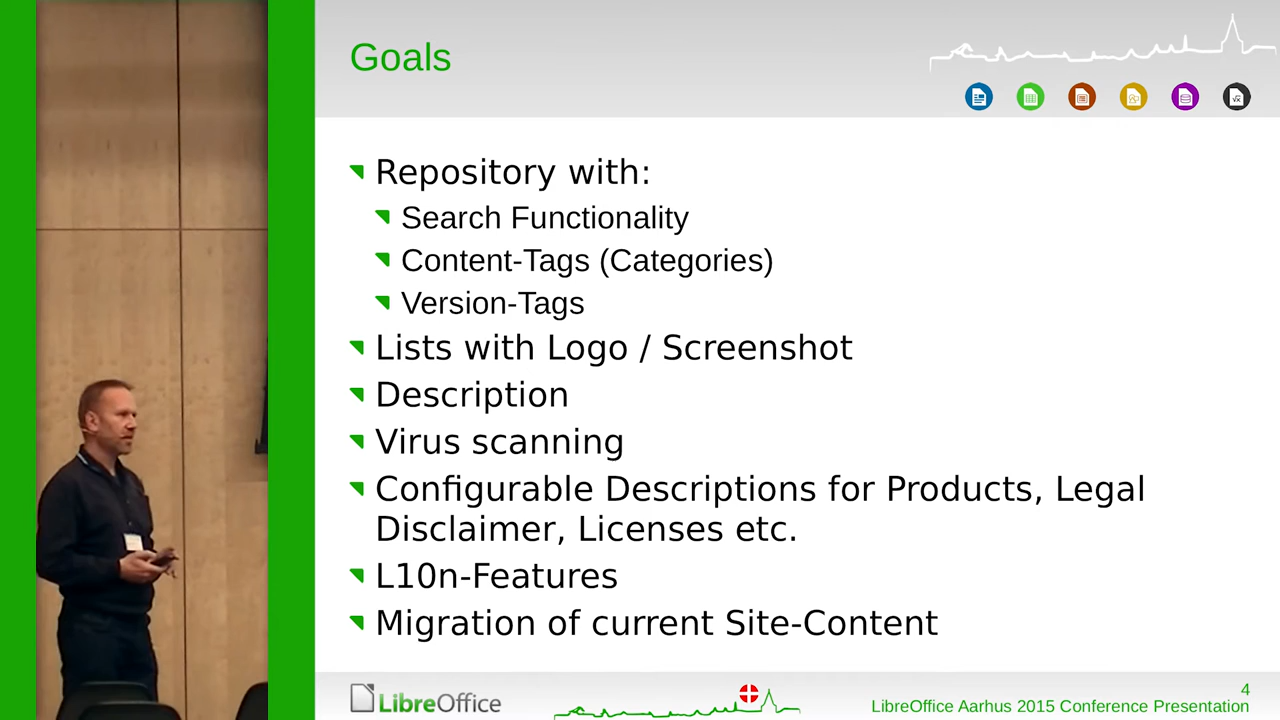 Goals
Repository with:
Search Functionality
Content-Tags (Categories)
Version-Tags
Lists with Logo / Screenshot
Description
Virus scanning
Configurable Descriptions for Products, Legal
Disclaimer, Licenses etc.
L10n-Features
Migration of current Site-Content
LibreOffice
4
LibreOffice Aarhus 2015 Conference Presentation